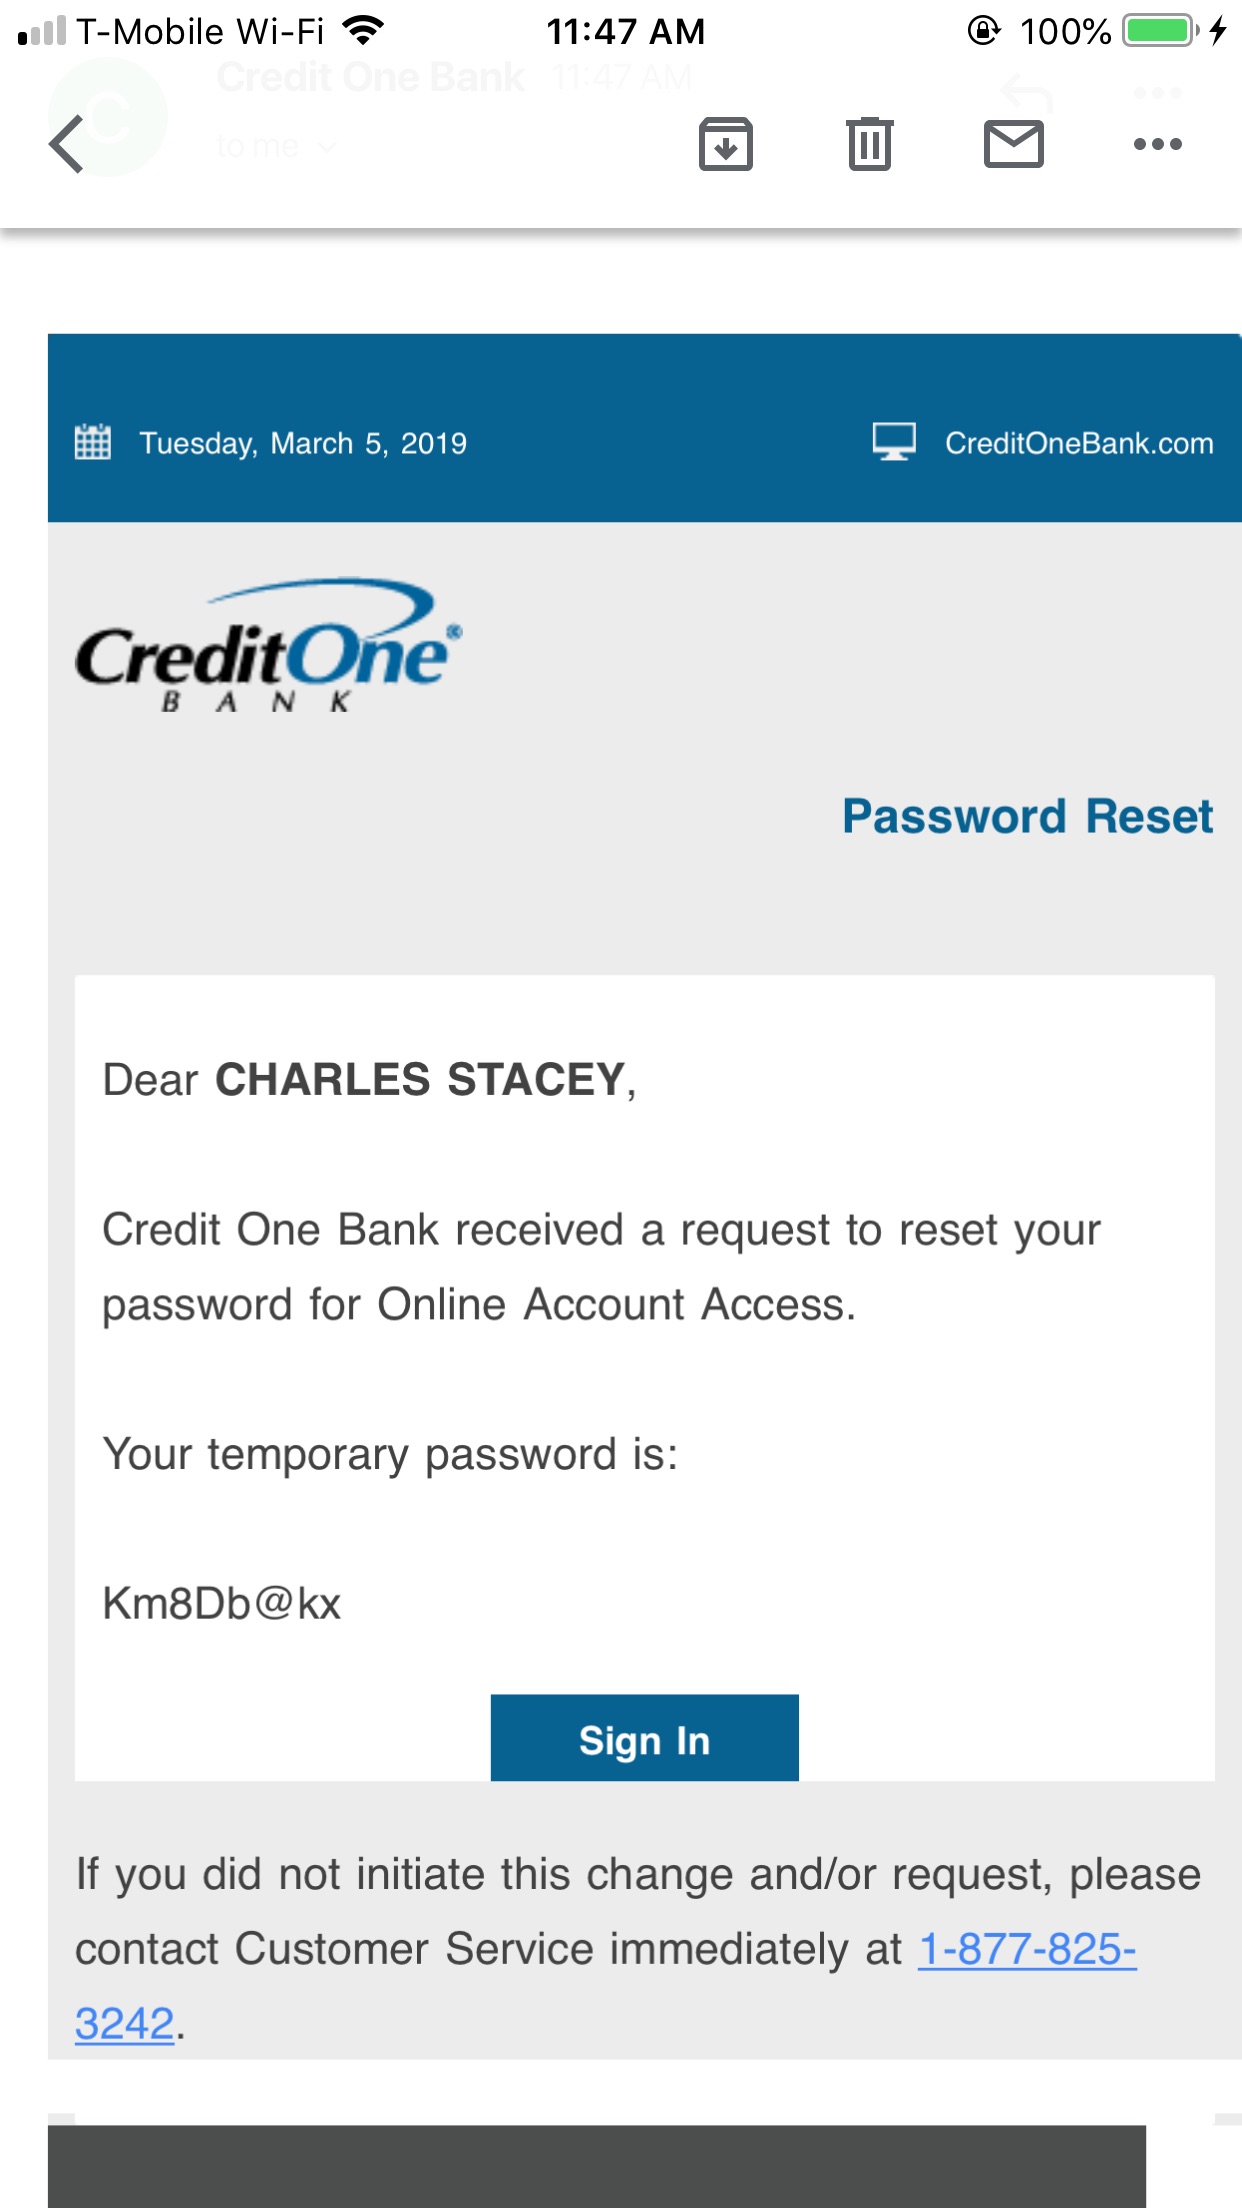 T-Mobile Wi-Fi 11:47 AM 100%
Credit One Bank 11:47 AM
C
to me
Tuesday, March 5, 2019 CreditOneBank.com
CreditOne®
BANK
Password Reset
Dear CHARLES STACEY,
Credit One Bank received a request to reset your
password for Online Account Access.
Your temporary password is:
Km8Db@kx
Sign In
If you did not initiate this change and/or request, please
contact Customer Service immediately at 1-877-825-
3242.